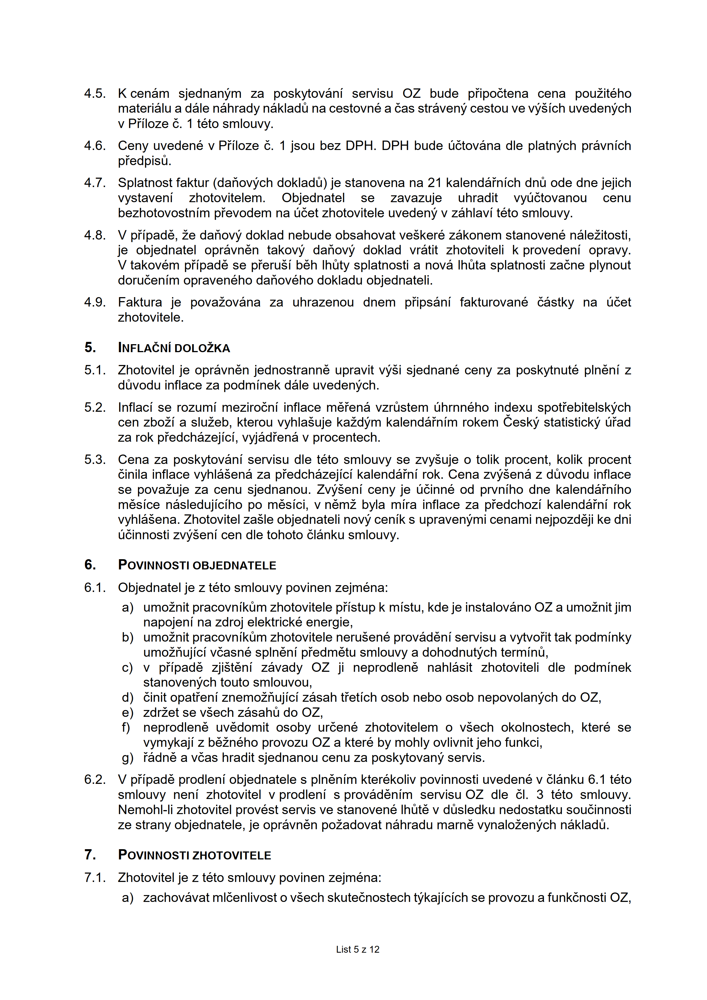 4.5. K cenám sjednaným za poskytování servisu OZ bude připočtena cena použitého
materiálu a dále náhrady nákladů na cestovné a čas strávený cestou ve výších uvedených
v Příloze č. 1 této smlouvy.
4.6. Ceny uvedené v Příloze č. 1 jsou bez DPH. DPH bude účtována dle platných právních
předpisů.
4.7. Splatnost faktur (daňových dokladů) je stanovena na 21 kalendářních dnů ode dne jejich
vystavení zhotovitelem. Objednatel se zavazuje uhradit vyúčtovanou cenu
bezhotovostním převodem na účet zhotovitele uvedený v záhlaví této smlouvy.
4.8. V případě, že daňový doklad nebude obsahovat veškeré zákonem stanovené náležitosti,
je objednatel oprávněn takový daňový doklad vrátit zhotoviteli k provedení opravy.
V takovém případě se přeruší běh lhůty splatnosti a nová lhůta splatnosti začne plynout
doručením opraveného daňového dokladu objednateli.
4.9. Faktura je považována za uhrazenou dnem připsání fakturované částky na účet
zhotovitele.
5. INFLAČNÍ DOLOŽKA
5.1. Zhotovitel je oprávněn jednostranně upravit výši sjednané ceny za poskytnuté plnění z
důvodu inflace za podmínek dále uvedených.
5.2. Inflací se rozumí meziroční inflace měřená vzrůstem úhrnného indexu spotřebitelských
cen zboží a služeb, kterou vyhlašuje každým kalendářním rokem Český statistický úřad
za rok předcházející, vyjádřená v procentech.
5.3. Cena za poskytování servisu dle této smlouvy se zvyšuje o tolik procent, kolik procent
činila inflace vyhlášená za předcházející kalendářní rok. Cena zvýšená z důvodu inflace
se považuje za cenu sjednanou. Zvýšení ceny je účinné od prvního dne kalendářního
měsíce následujícího po měsíci, v němž byla míra inflace za předchozí kalendářní rok
vyhlášena. Zhotovitel zašle objednateli nový ceník s upravenými cenami nejpozději ke dni
účinnosti zvýšení cen dle tohoto článku smlouvy.
6. POVINNOSTI OBJEDNATELE
6.1. Objednatel je z této smlouvy povinen zejména:
a) umožnit pracovníkům zhotovitele přístup k místu, kde je instalováno OZ a umožnit jim
napojení na zdroj elektrické energie,
b) umožnit pracovníkům zhotovitele nerušené provádění servisu a vytvořit tak podmínky
umožňující včasné splnění předmětu smlouvy a dohodnutých termínů,
c) v případě zjištění závady OZ ji neprodleně nahlásit zhotoviteli dle podmínek
stanovených touto smlouvou,
d) činit opatření znemožňující zásah třetích osob nebo osob nepovolaných do OZ,
e) zdržet se všech zásahů do OZ,
f) neprodleně uvědomit osoby určené zhotovitelem o všech okolnostech, které se
vymykají z běžného provozu OZ a které by mohly ovlivnit jeho funkci,
g) řádně a včas hradit sjednanou cenu za poskytovaný servis.
6.2. V případě prodlení objednatele s plněním kterékoliv povinnosti uvedené v článku 6.1 této
smlouvy není zhotovitel v prodlení s prováděním servisu OZ dle čl. 3 této smlouvy.
Nemohl-li zhotovitel provést servis ve stanovené lhůtě v důsledku nedostatku součinnosti
ze strany objednatele, je oprávněn požadovat náhradu marně vynaložených nákladů.
7. POVINNOSTI ZHOTOVITELE
7.1. Zhotovitel je z této smlouvy povinen zejména:
a) zachovávat mlčenlivost o všech skutečnostech týkajících se provozu a funkčnosti OZ,
List 5 z 12